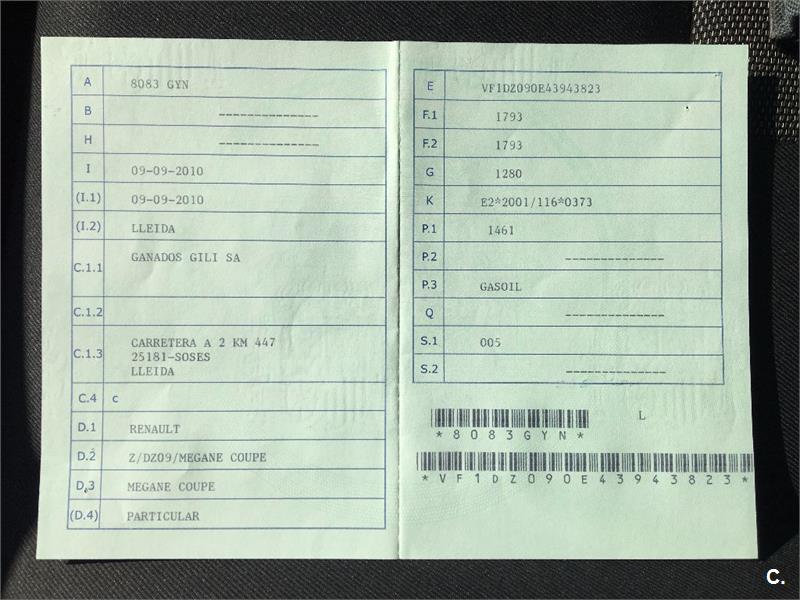 A 8083 GYN
B --------------
H --------------
I 09-09-2010
(I.1) 09-09-2010
(I.2) LLEIDA
C.1.1 GANADOS GILI SA
C.1.2
C.1.3 CARRETERA A 2 KM 447
25181-SOSES
LLEIDA
C.4 c
D.1 RENAULT
D.2 Z/DZ09/MEGANE COUPE
D.3 MEGANE COUPE
(D.4) PARTICULAR
E VF1DZ090E43943823
F.1 1793
F.2 1793
G 1280
K E2*2001/116*0373
P.1 1461
P.2 --------------
P.3 GASOIL
Q --------------
S.1 005
S.2 --------------
L
*8083GYN*
*VF1DZ090E43943823*
C.